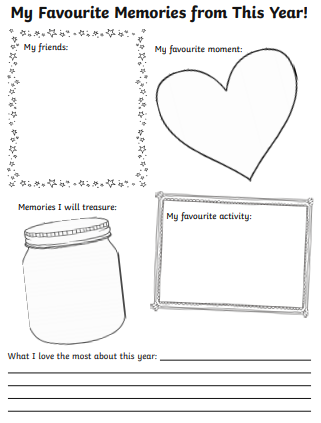 My Favourite Memories from This Year!
My friends:
My favourite moment:
Memories I will treasure:
My favourite activity:
What I love the most about this year: